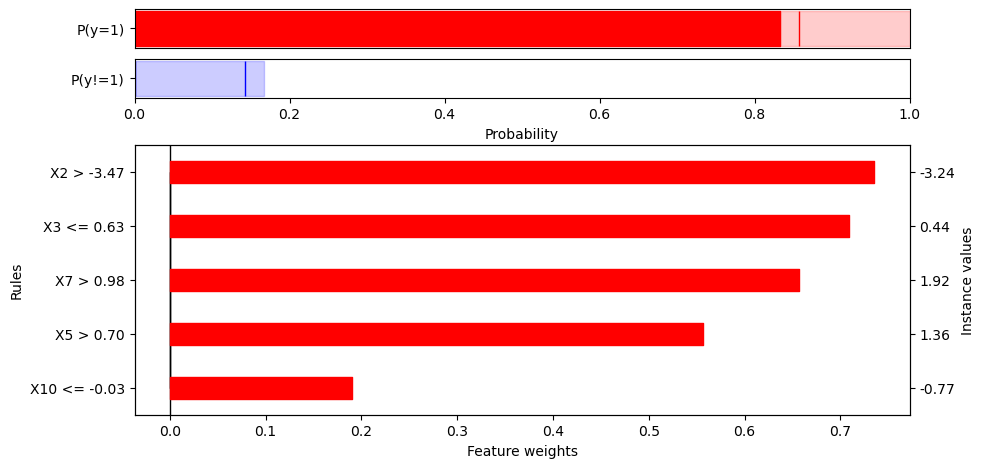 P(y=1)
P(y!=1)
0.0 0.2 0.4 0.6 0.8 1.0
Probability
X2 > -3.47 -3.24
X3 <= 0.63 0.44
X7 > 0.98 1.92
X5 > 0.70 1.36
X10 <= -0.03 -0.77
Rules
Instance values
0.0 0.1 0.2 0.3 0.4 0.5 0.6 0.7
Feature weights